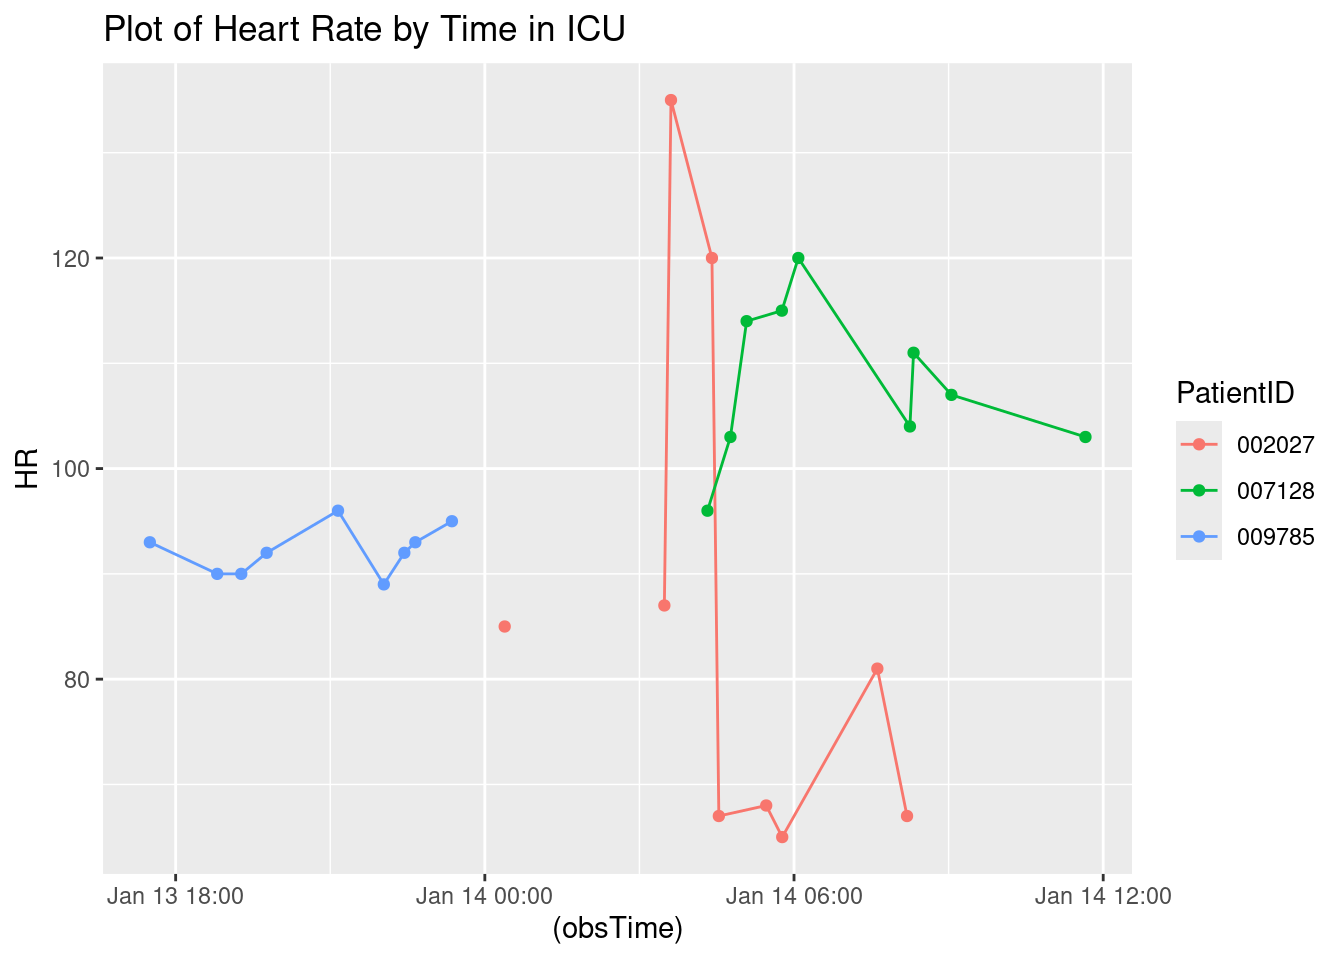 Plot of Heart Rate by Time in ICU
HR
120
100
80
Jan 13 18:00
Jan 14 00:00
Jan 14 06:00
Jan 14 12:00
(obsTime)
PatientID
002027
007128
009785